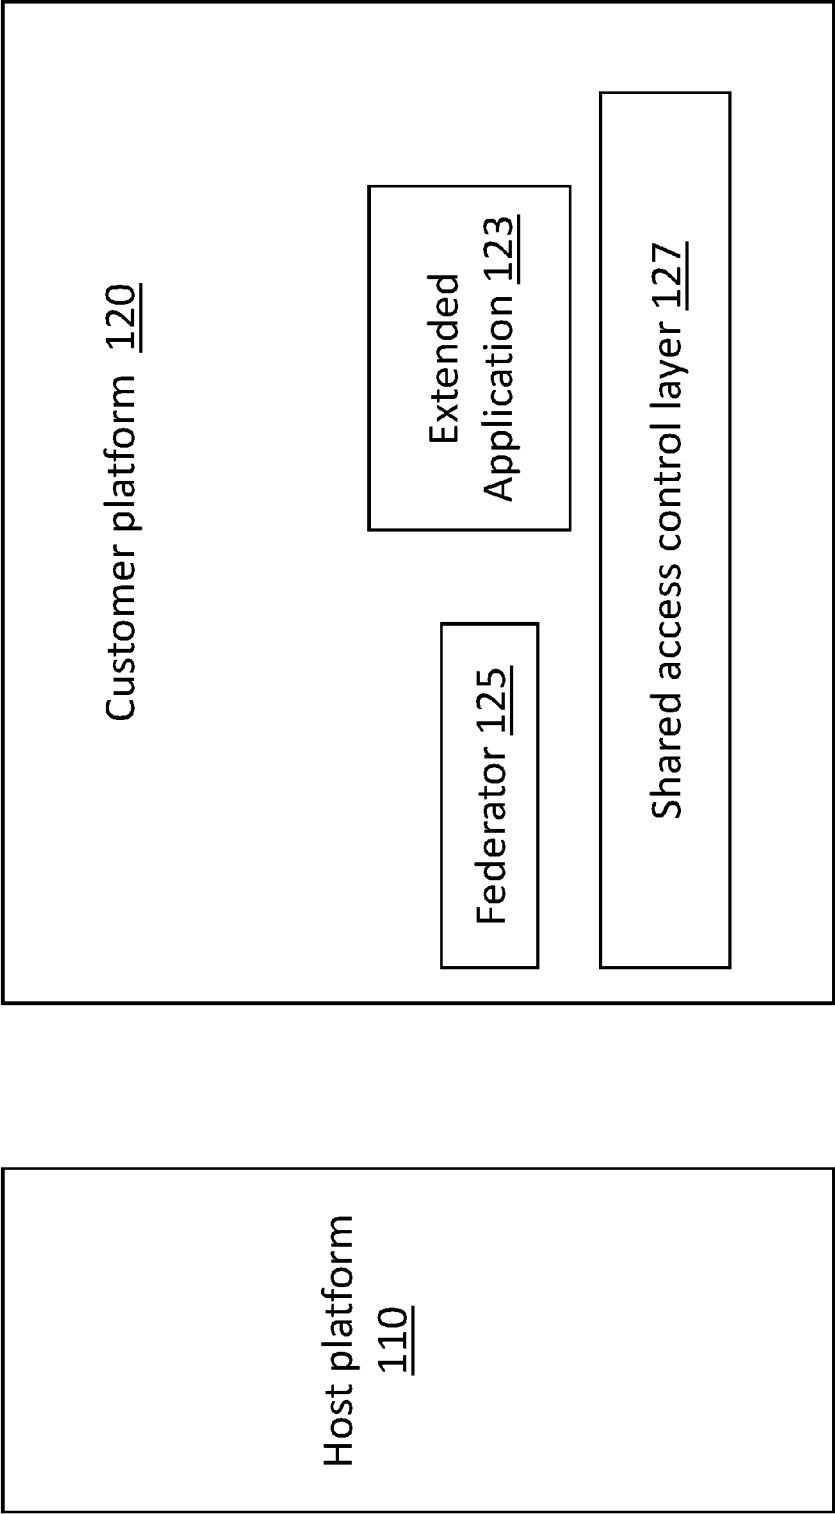 Host platform
110
Customer platform 120
Federator 125
Extended
Application 123
Shared access control layer 127